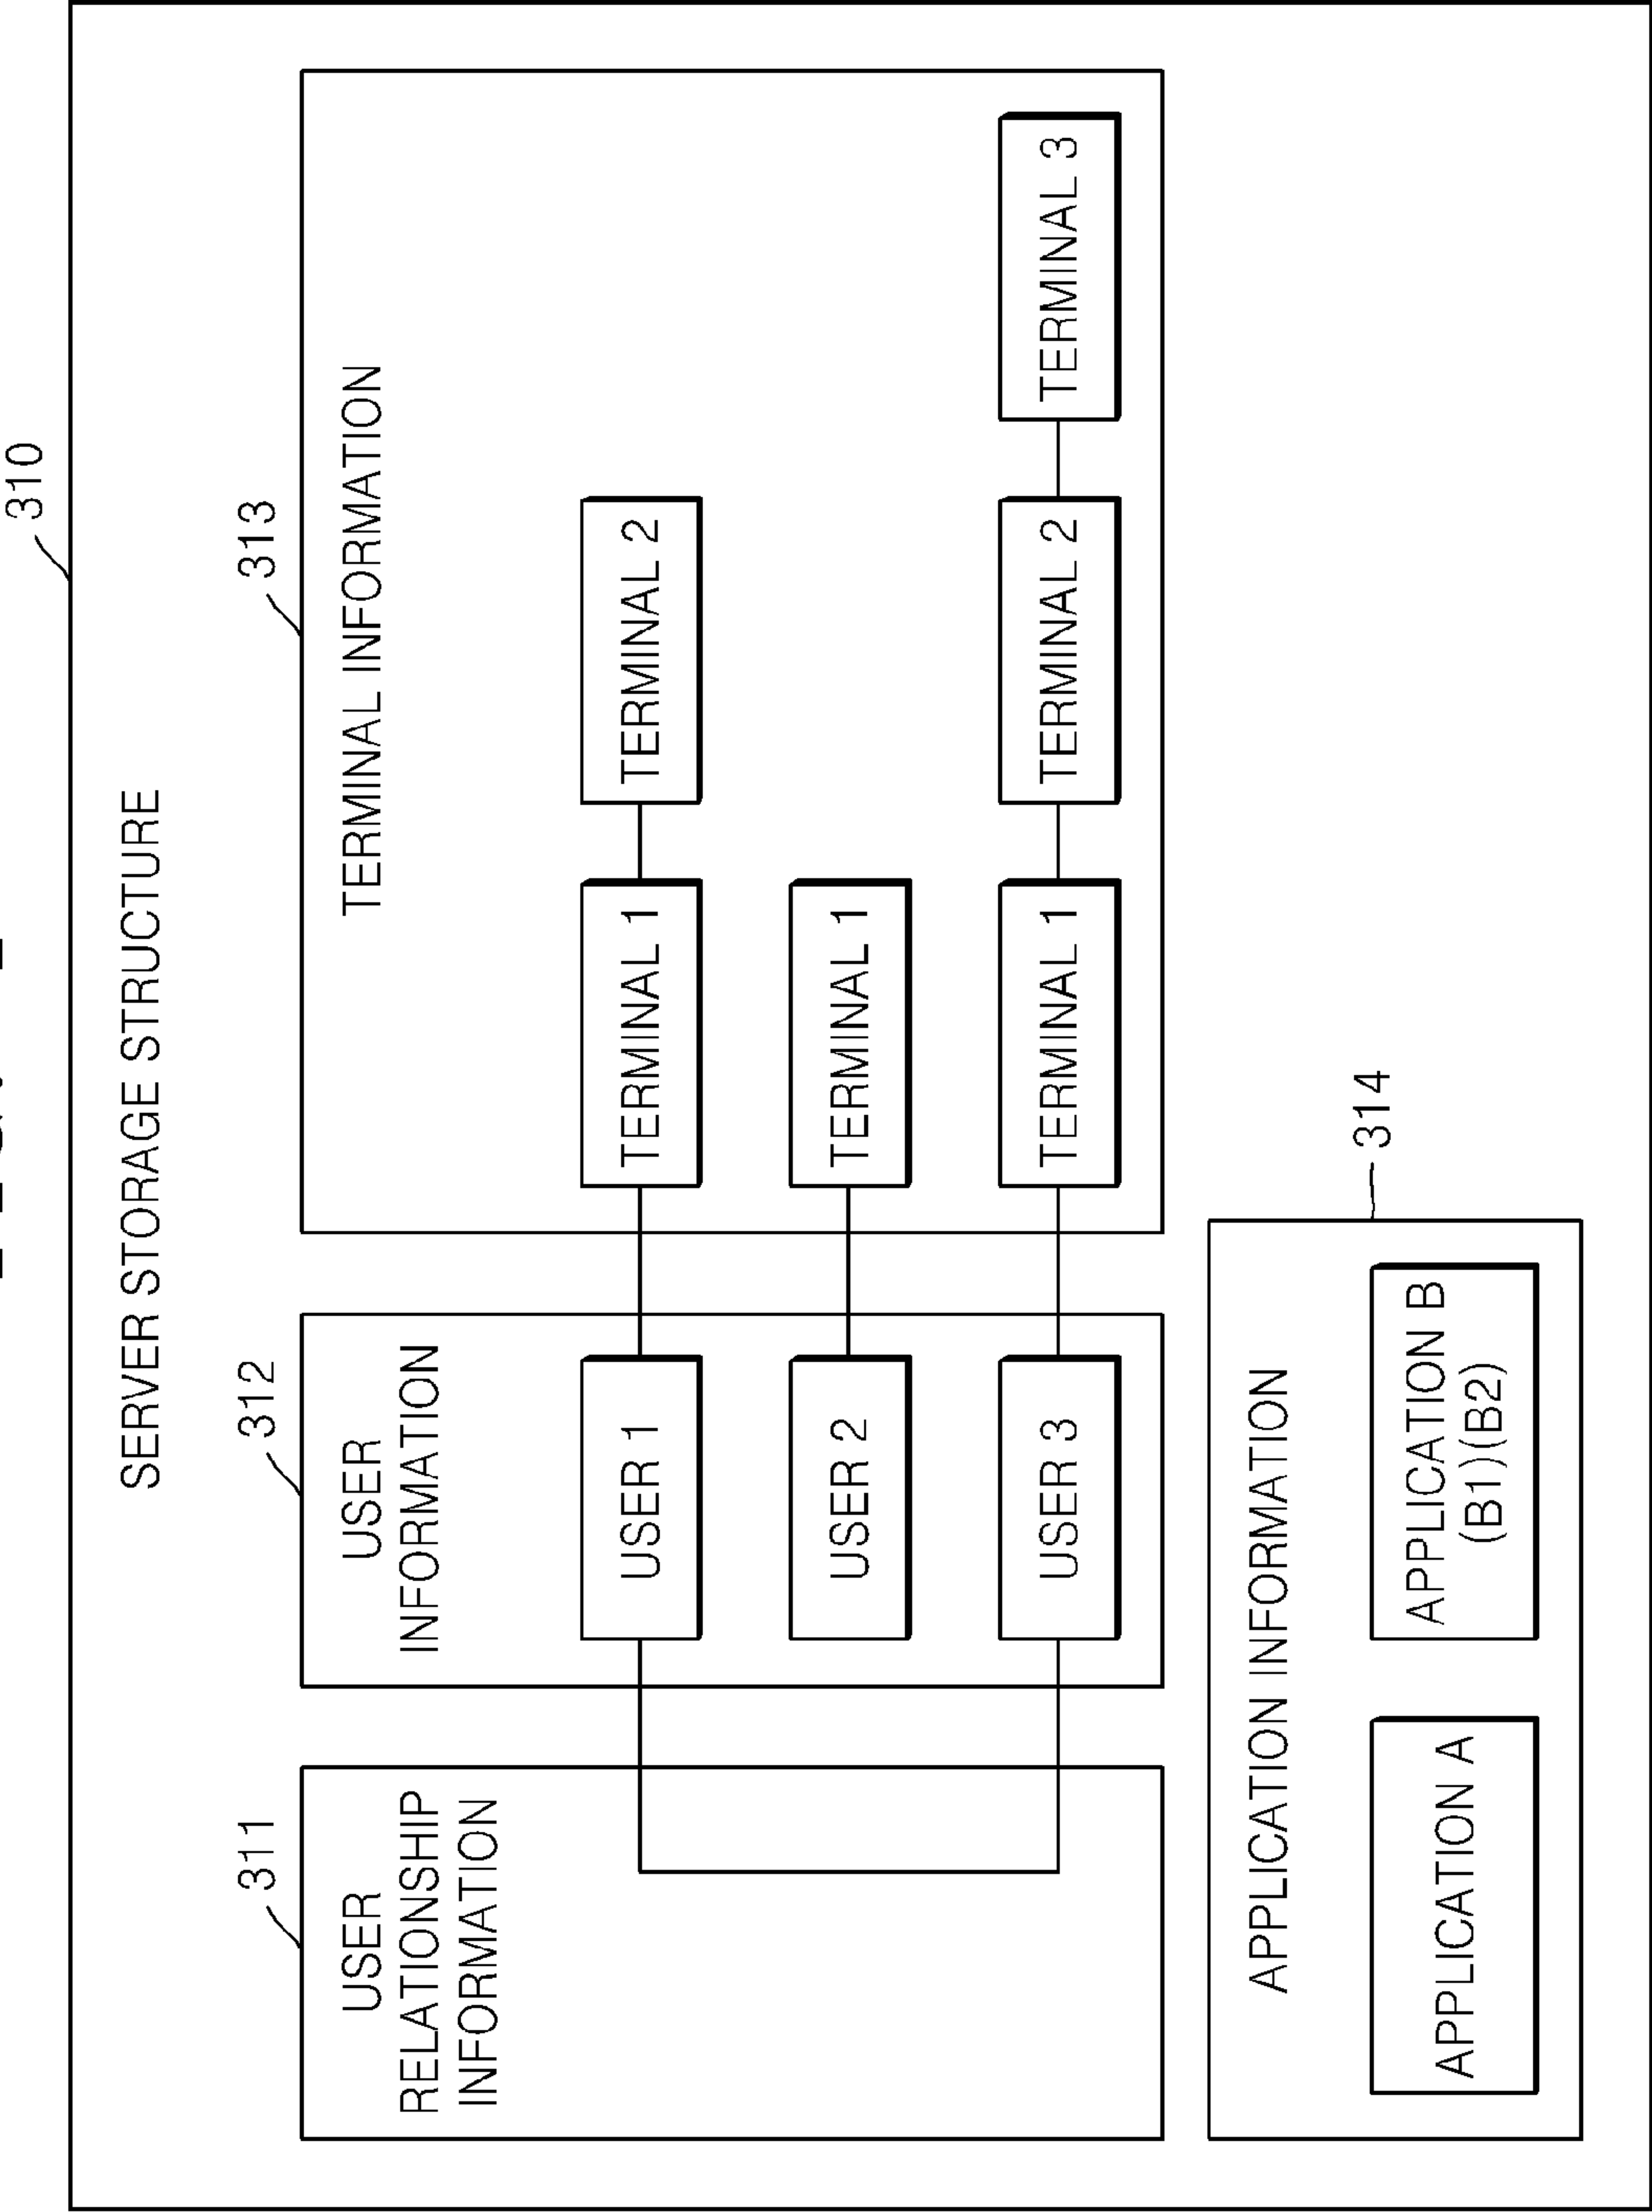 310
SERVER STORAGE STRUCTURE
311
USER
RELATIONSHIP
INFORMATION
312
USER
INFORMATION
USER 1
USER 2
USER 3
313
TERMINAL INFORMATION
TERMINAL 1
TERMINAL 2
TERMINAL 1
TERMINAL 1
TERMINAL 2
TERMINAL 3
314
APPLICATION INFORMATION
APPLICATION A
APPLICATION B
(B1)(B2)